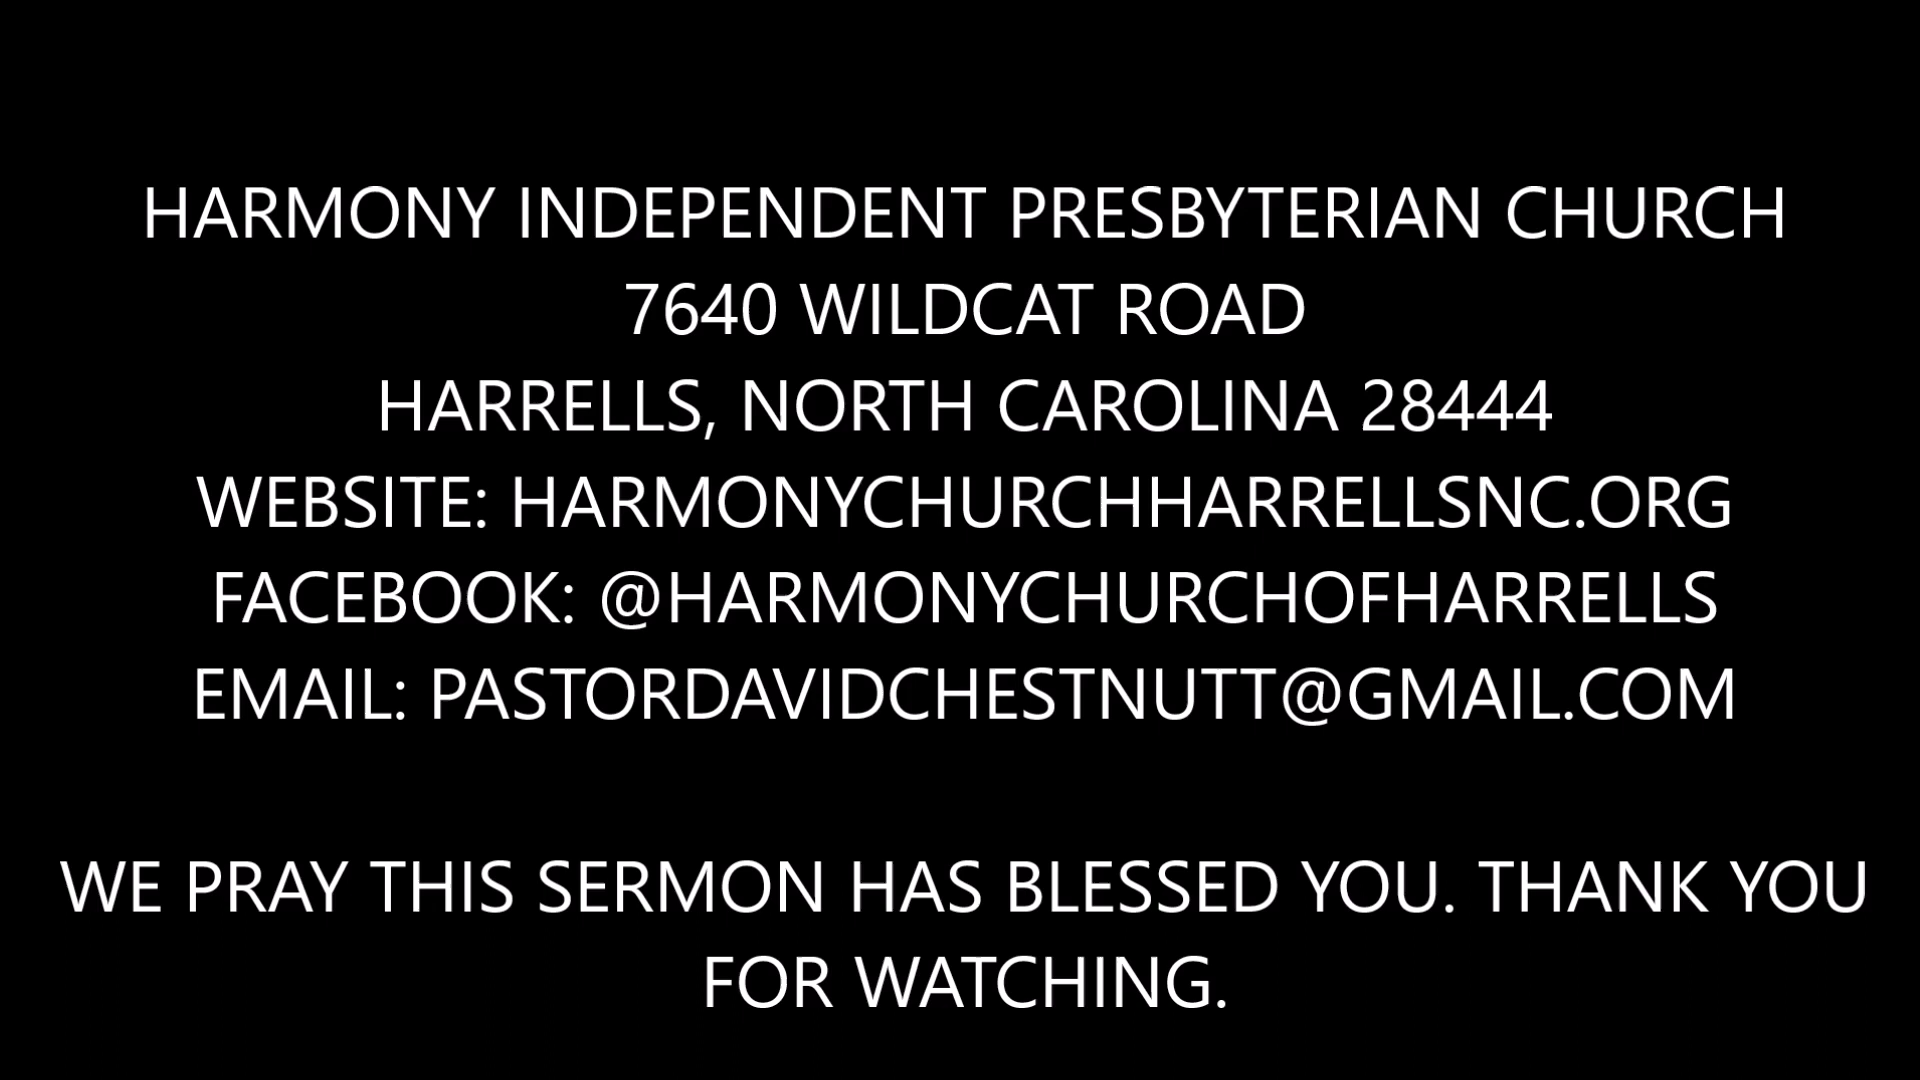 HARMONY INDEPENDENT PRESBYTERIAN CHURCH
7640 WILDCAT ROAD
HARRELLS, NORTH CAROLINA 28444
WEBSITE: HARMONYCHURCHHARRELLSNC.ORG
FACEBOOK: @HARMONYCHURCHOFHARRELLS
EMAIL: PASTORDAVIDCHESTNUTT@GMAIL.COM
WE PRAY THIS SERMON HAS BLESSED YOU. THANK YOU
FOR WATCHING.